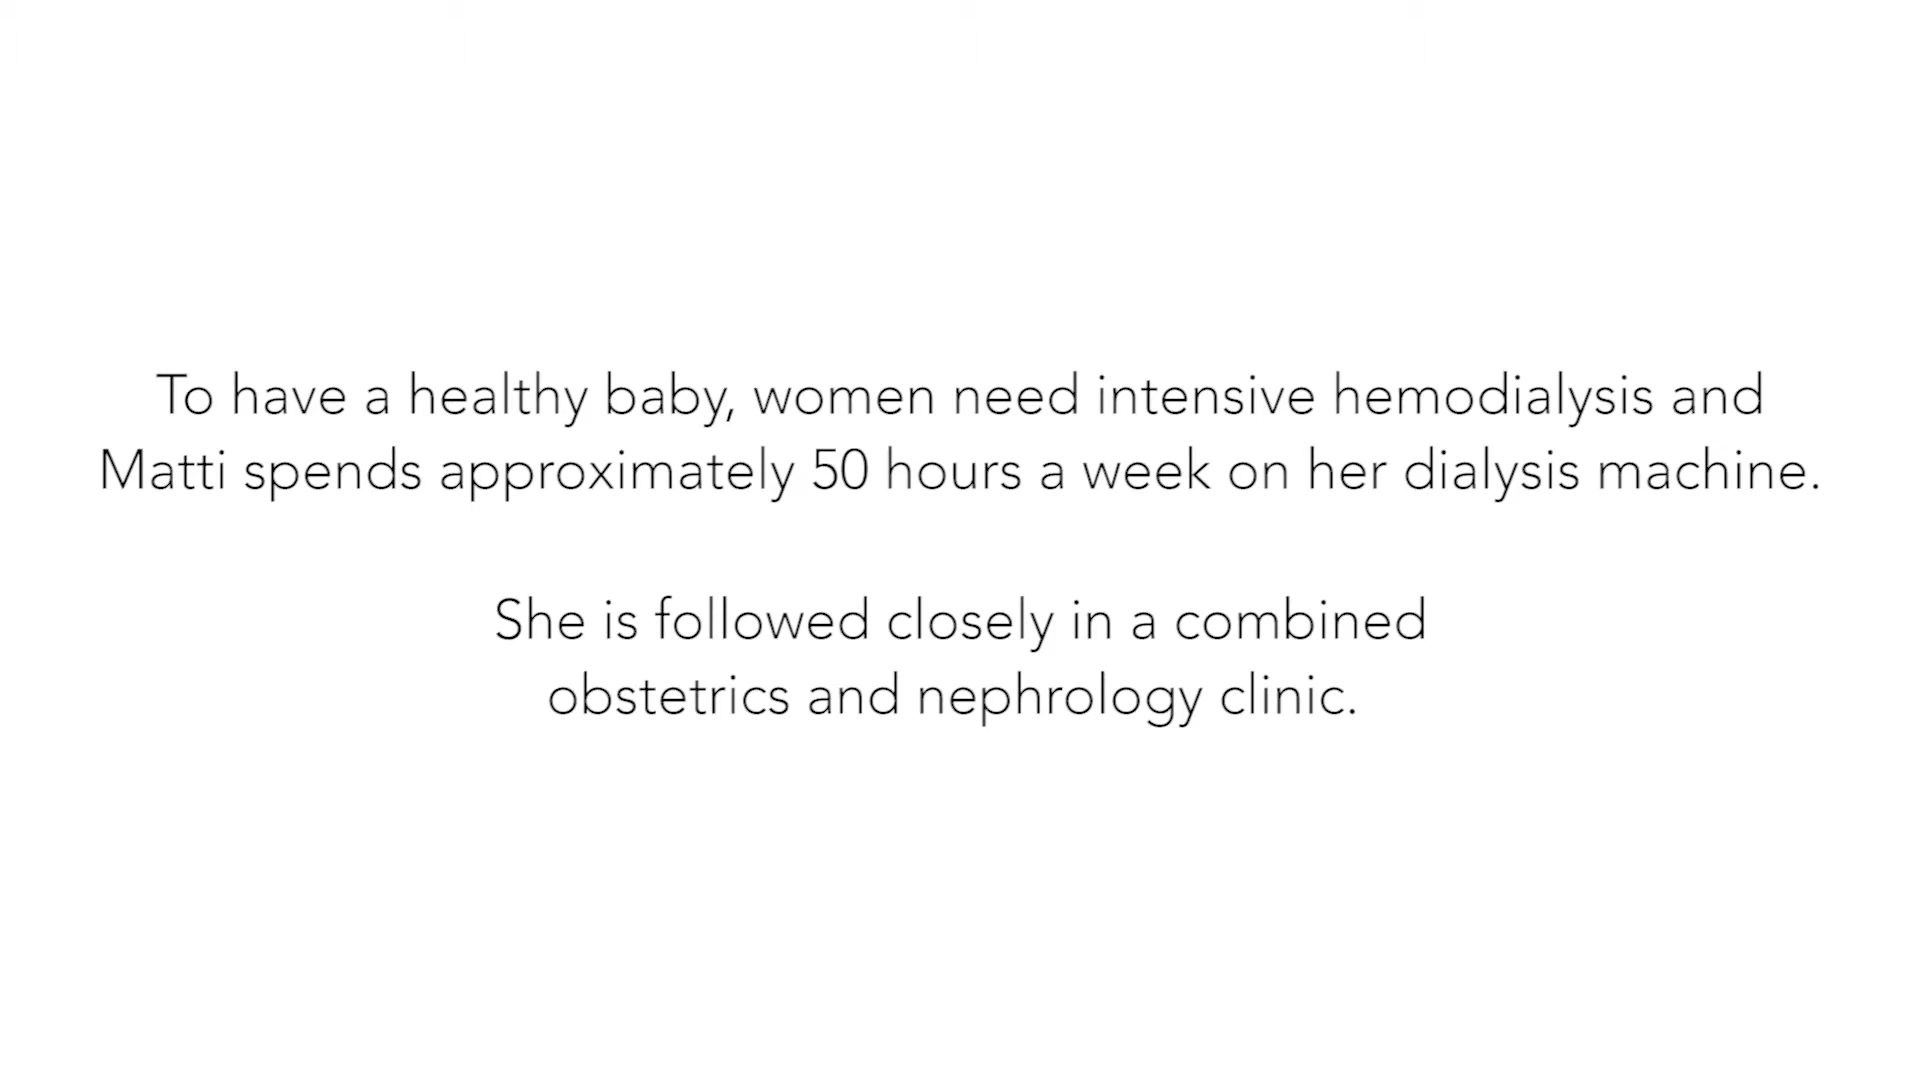 To have a healthy baby, women need intensive hemodialysis and
Matti spends approximately 50 hours a week on her dialysis machine.
She is followed closely in a combined
obstetrics and nephrology clinic.